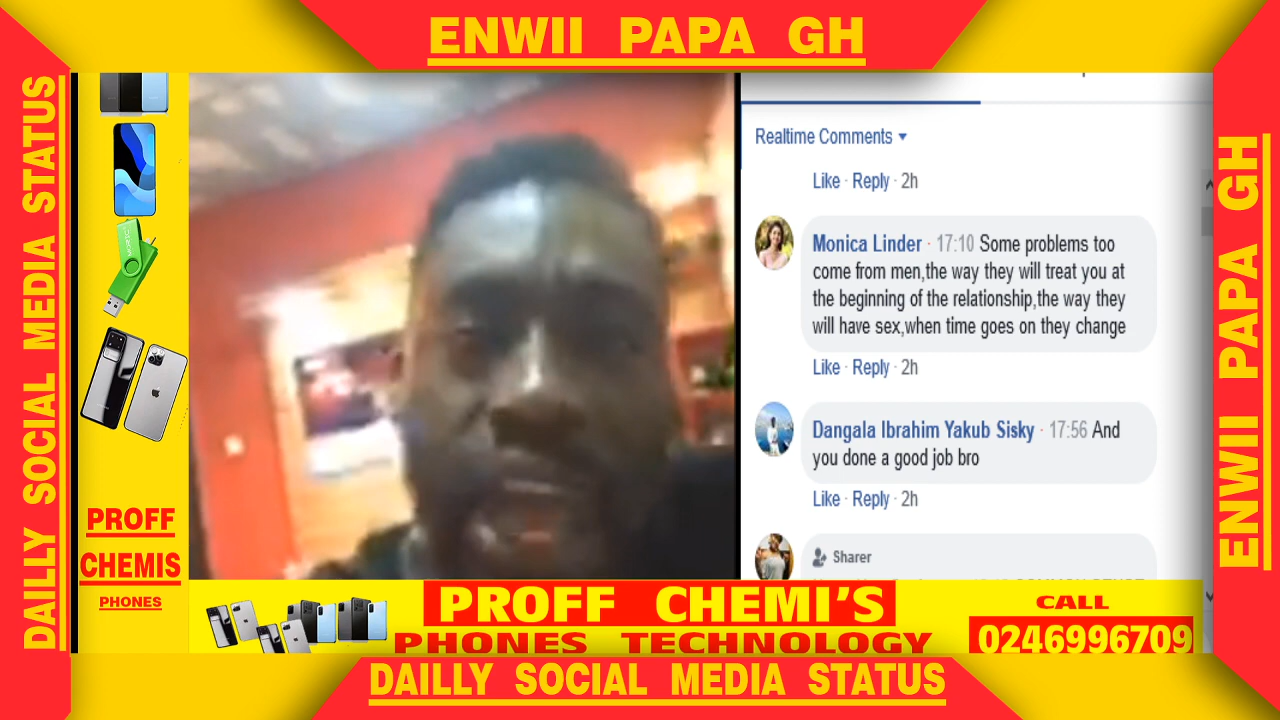 ENWII PAPA GH
DAILLY SOCIAL MEDIA STATUS
Realtime Comments
Like · Reply · 2h
Monica Linder · 17:10 Some problems too
come from men,the way they will treat you at
the beginning of the relationship,the way they
will have sex,when time goes on they change
Like · Reply · 2h
Dangala Ibrahim Yakub Sisky · 17:56 And
you done a good job bro
Like · Reply · 2h
Sharer
ENWII PAPA GH
PROFF
CHEMIS
PHONES
PROFF CHEMI'S
PHONES TECHNOLOGY
CALL
0246996709
DAILLY SOCIAL MEDIA STATUS